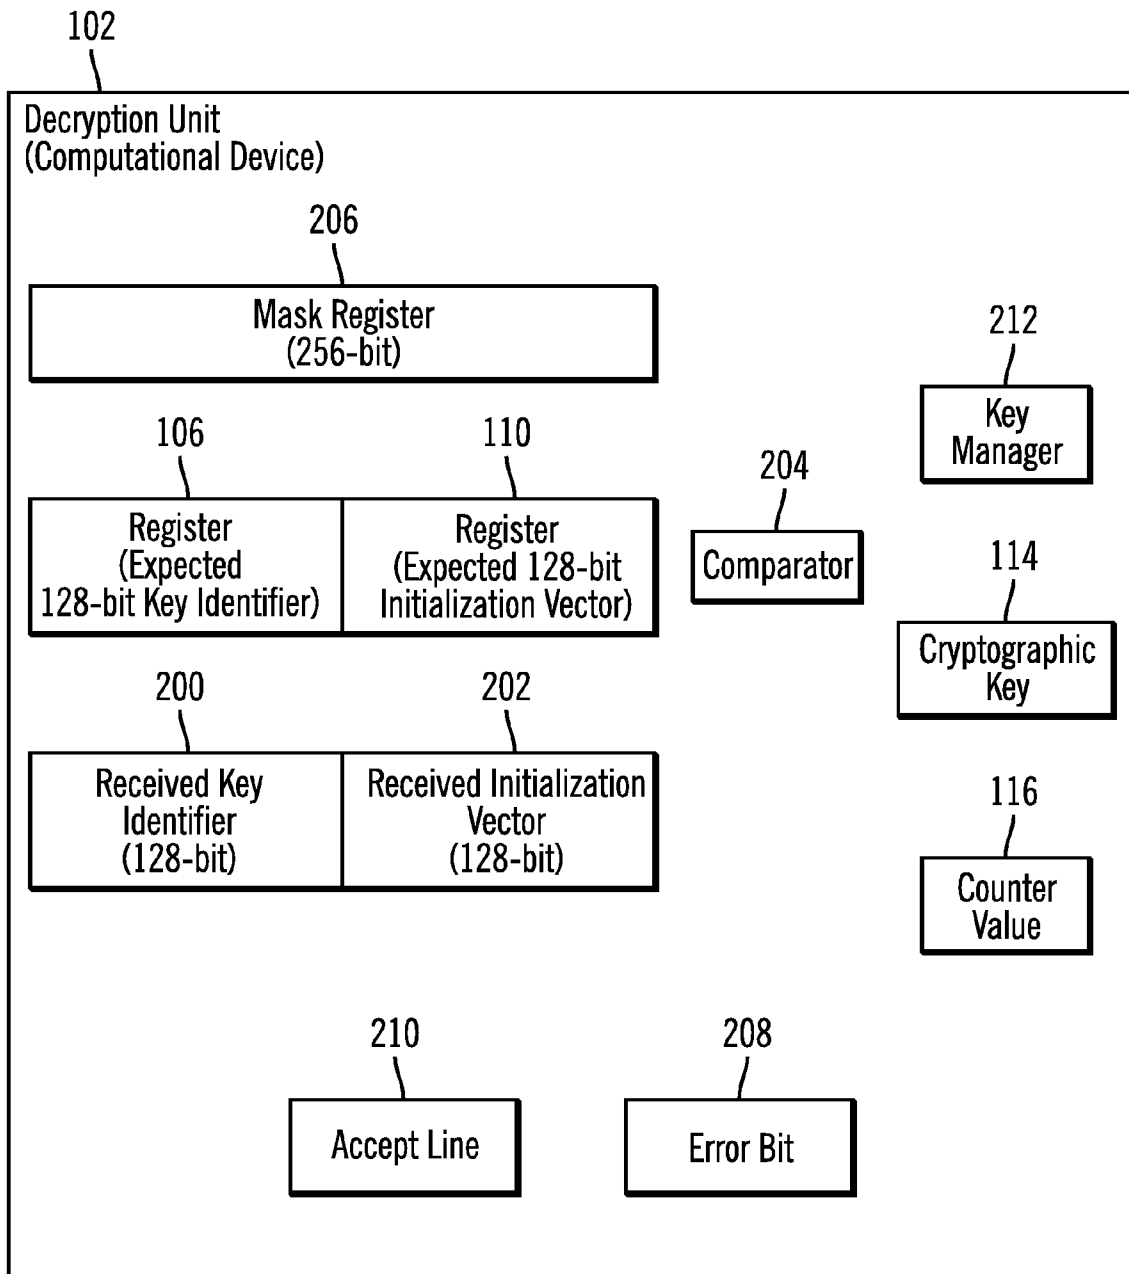 102
Decryption Unit
(Computational Device)
206
Mask Register
(256-bit)
212
Key
Manager
106
110
Register
(Expected
128-bit Key Identifier)
Register
(Expected 128-bit
Initialization Vector)
204
Comparator
114
Cryptographic
Key
200
202
Received Key
Identifier
(128-bit)
Received Initialization
Vector
(128-bit)
116
Counter
Value
210
Accept Line
208
Error Bit